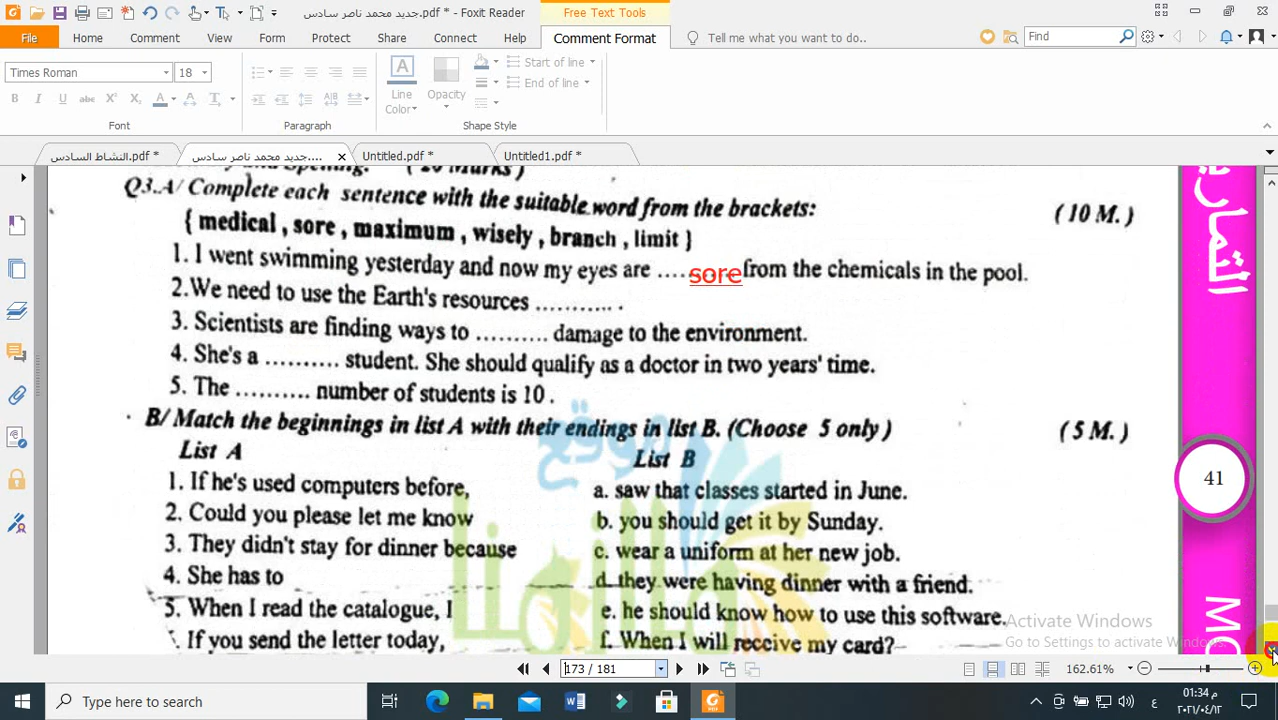 جديد محمد ناصر سادس.pdf * - Foxit Reader
Free Text Tools
File Home Comment View Form Protect Share Connect Help Comment Format Tell me what you want to do.. Find
Times Roman 18
Line Color Opacity Start of line End of line
Font Paragraph Shape Style
النشاط السادس.pdf * جديد محمد ناصر سادس.... Untitled.pdf * Untitled1.pdf *
Q3.A/ Complete each sentence with the suitable word from the brackets: ( 10 M. )
{ medical , sore , maximum , wisely , branch , limit }
1. I went swimming yesterday and now my eyes are .... sore from the chemicals in the pool.
2.We need to use the Earth's resources ........... .
3. Scientists are finding ways to .......... damage to the environment.
4. She's a .......... student. She should qualify as a doctor in two years' time.
5. The .......... number of students is 10 .
B/ Match the beginnings in list A with their endings in list B. (Choose 5 only ) ( 5 M. )
List A List B
1. If he's used computers before, a. saw that classes started in June.
2. Could you please let me know b. you should get it by Sunday.
3. They didn't stay for dinner because c. wear a uniform at her new job.
4. She has to d. they were having dinner with a friend.
5. When I read the catalogue, I e. he should know how to use this software.
If you send the letter today, f. When I will receive my card?
موقع
التمارين
41
MO
Activate Windows
Go to Settings to activate Windows.
173 / 181 162.61%
Type here to search
ع
01:34 م
٢٠٢١/٠٤/١٢